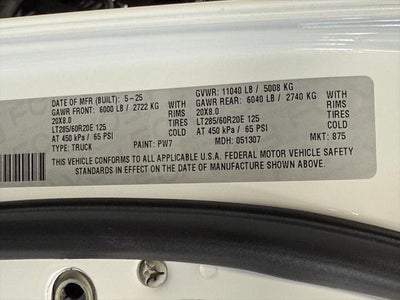 DATE OF MFR (BUILT): 5-25 GVWR: 11040 LB / 5008 KG
GAWR FRONT: 6000 LB / 2722 KG WITH GAWR REAR: 6040 LB / 2740 KG WITH
20X8.0 RIMS 20X8.0 RIMS
LT285/60R20E 125 TIRES LT285/60R20E 125 TIRES
AT 450 kPa / 65 PSI COLD AT 450 kPa / 65 PSI COLD
TYPE: TRUCK PAINT: PW7 MDH: 051307 MKT: 875
THIS VEHICLE CONFORMS TO ALL APPLICABLE U.S.A. FEDERAL MOTOR VEHICLE SAFETY
STANDARDS IN EFFECT ON THE DATE OF MANUFACTURE SHOWN ABOVE.